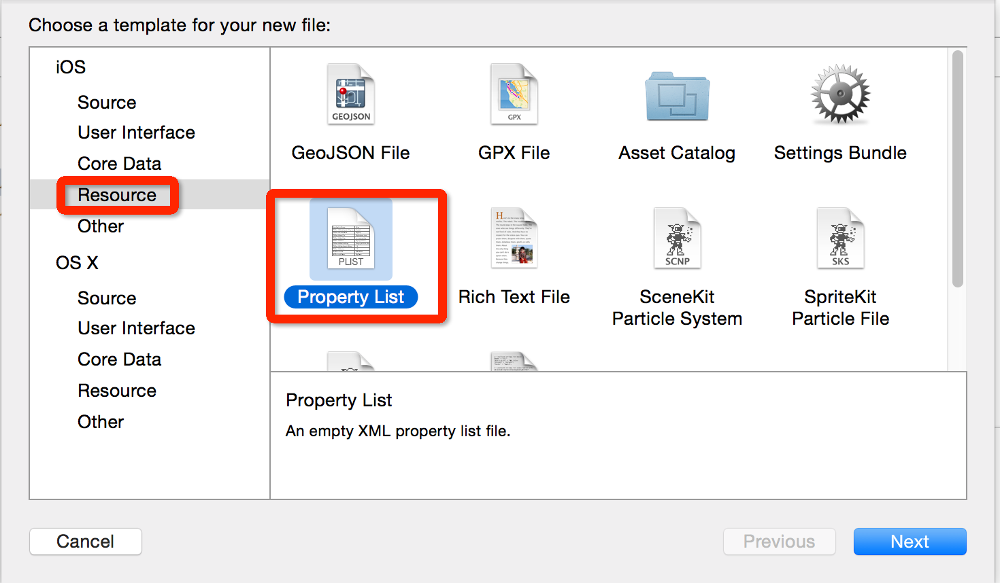 Choose a template for your new file:
iOS
Source
User Interface
Core Data
Resource
Other
OS X
Source
User Interface
Core Data
Resource
Other
GEOJSON
GeoJSON File
GPX
GPX File
Asset Catalog
Settings Bundle
PLIST
Property List
Rich Text File
SCNP
SceneKit
Particle System
SKS
SpriteKit
Particle File
Property List
An empty XML property list file.
Cancel
Previous
Next